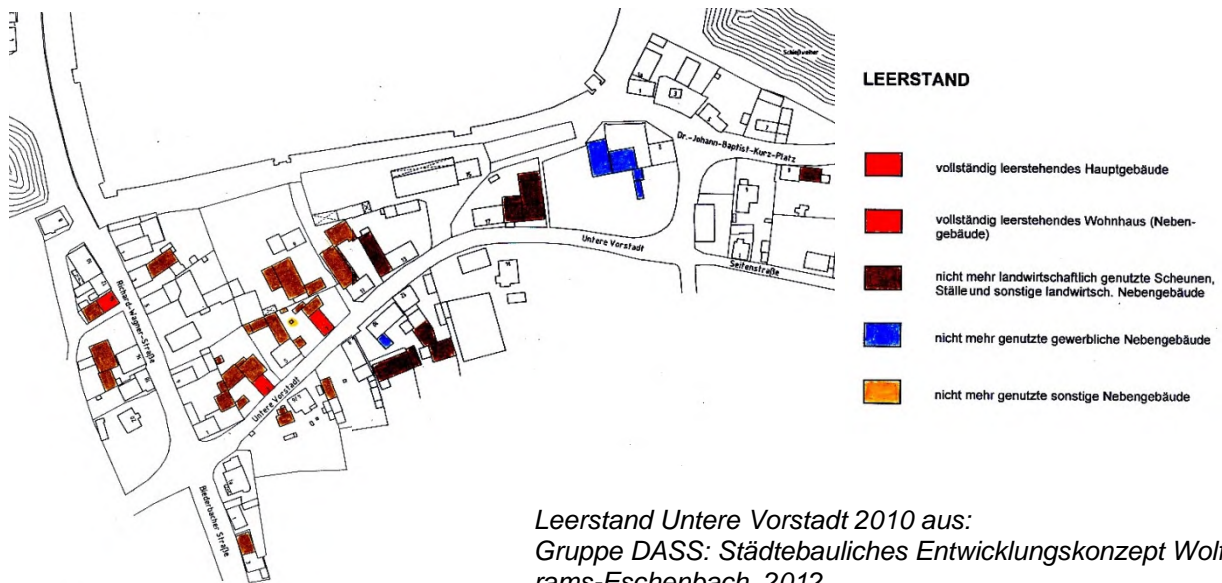 Schießweiher
Dr.-Johann-Baptist-Kurz-Platz
Untere Vorstadt
Seitenstraße
Richard-Wagner-Straße
Untere Vorstadt
Biederbacher Straße
LEERSTAND
vollständig leerstehendes Hauptgebäude
vollständig leerstehendes Wohnhaus (Neben-
gebäude)
nicht mehr landwirtschaftlich genutzte Scheunen,
Ställe und sonstige landwirtsch. Nebengebäude
nicht mehr genutzte gewerbliche Nebengebäude
nicht mehr genutzte sonstige Nebengebäude
Leerstand Untere Vorstadt 2010 aus:
Gruppe DASS: Städtebauliches Entwicklungskonzept Wolf
rams-Eschenbach, 2012